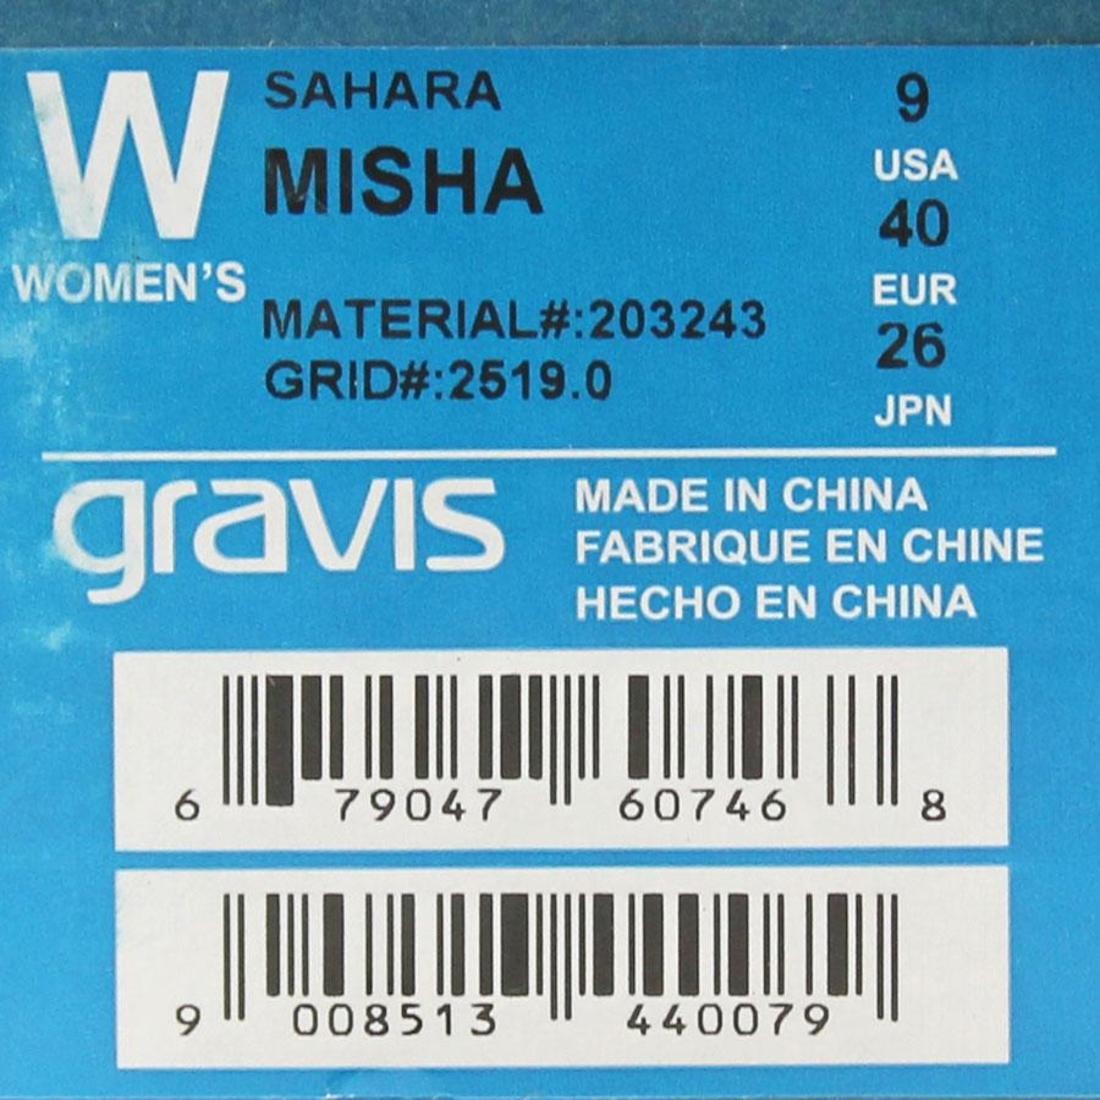 W
WOMEN'S
SAHARA
MISHA
MATERIAL#:203243
GRID#:2519.0
9
USA
40
EUR
26
JPN
gravis
MADE IN CHINA
FABRIQUE EN CHINE
HECHO EN CHINA
6 79047 60746 8
9 008513 440079